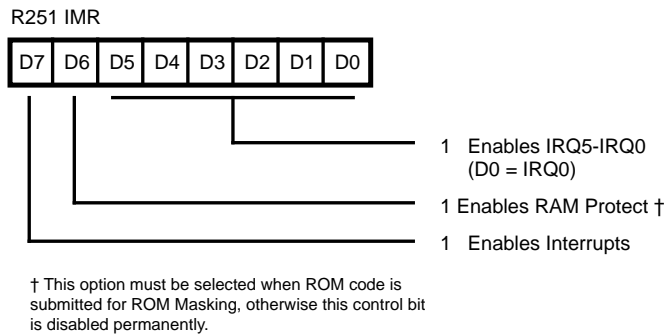 R251 IMR
D7 D6 D5 D4 D3 D2 D1 D0
1 Enables IRQ5-IRQ0
(D0 = IRQ0)
1 Enables RAM Protect †
1 Enables Interrupts
† This option must be selected when ROM code is
submitted for ROM Masking, otherwise this control bit
is disabled permanently.